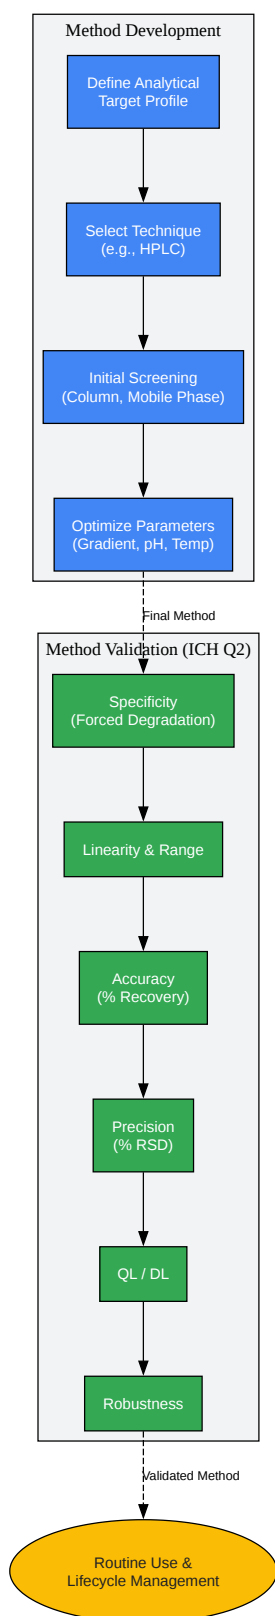 Method Development
Define Analytical
Target Profile
Select Technique
(e.g., HPLC)
Initial Screening
(Column, Mobile Phase)
Optimize Parameters
(Gradient, pH, Temp)
Final Method
Method Validation (ICH Q2)
Specificity
(Forced Degradation)
Linearity & Range
Accuracy
(% Recovery)
Precision
(% RSD)
QL / DL
Robustness
Validated Method
Routine Use &
Lifecycle Management